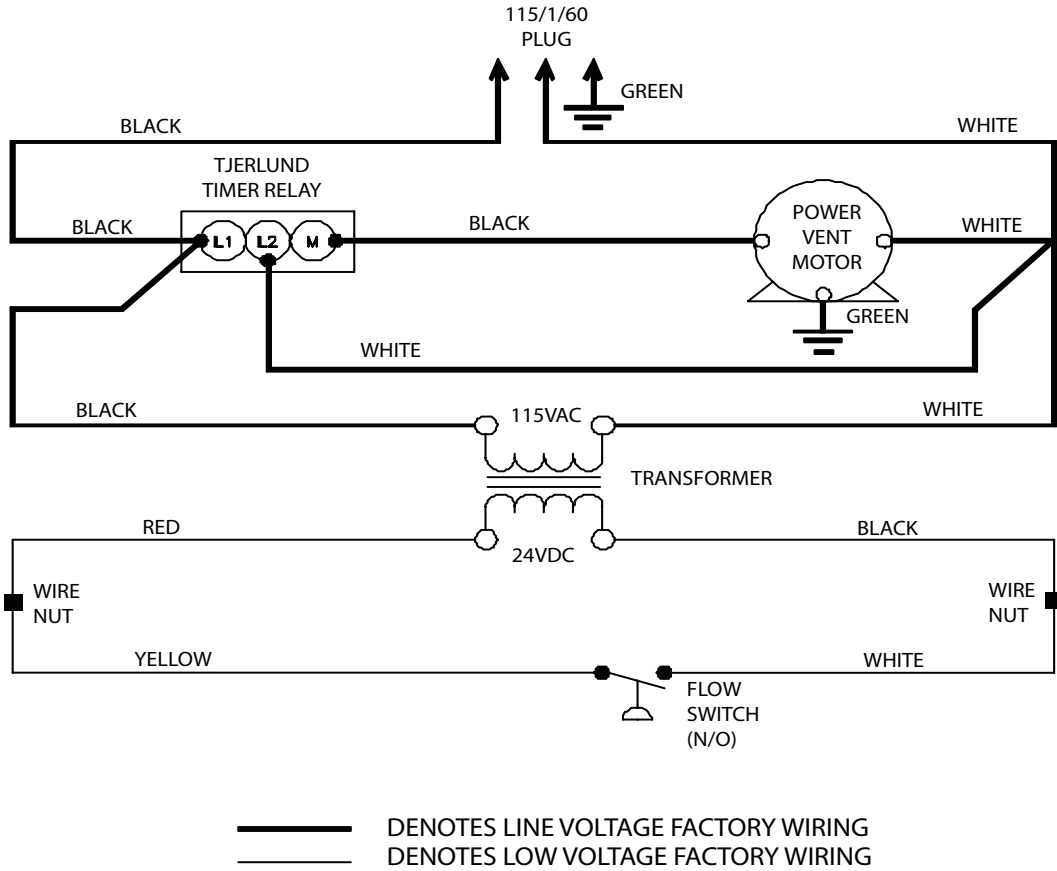 115/1/60
PLUG
GREEN
BLACK
WHITE
TJERLUND
TIMER RELAY
BLACK
L1 L2 M
BLACK
POWER
VENT
MOTOR
WHITE
GREEN
WHITE
BLACK
115VAC
WHITE
TRANSFORMER
RED
24VDC
BLACK
WIRE
NUT
WIRE
NUT
YELLOW
WHITE
FLOW
SWITCH
(N/O)
DENOTES LINE VOLTAGE FACTORY WIRING
DENOTES LOW VOLTAGE FACTORY WIRING